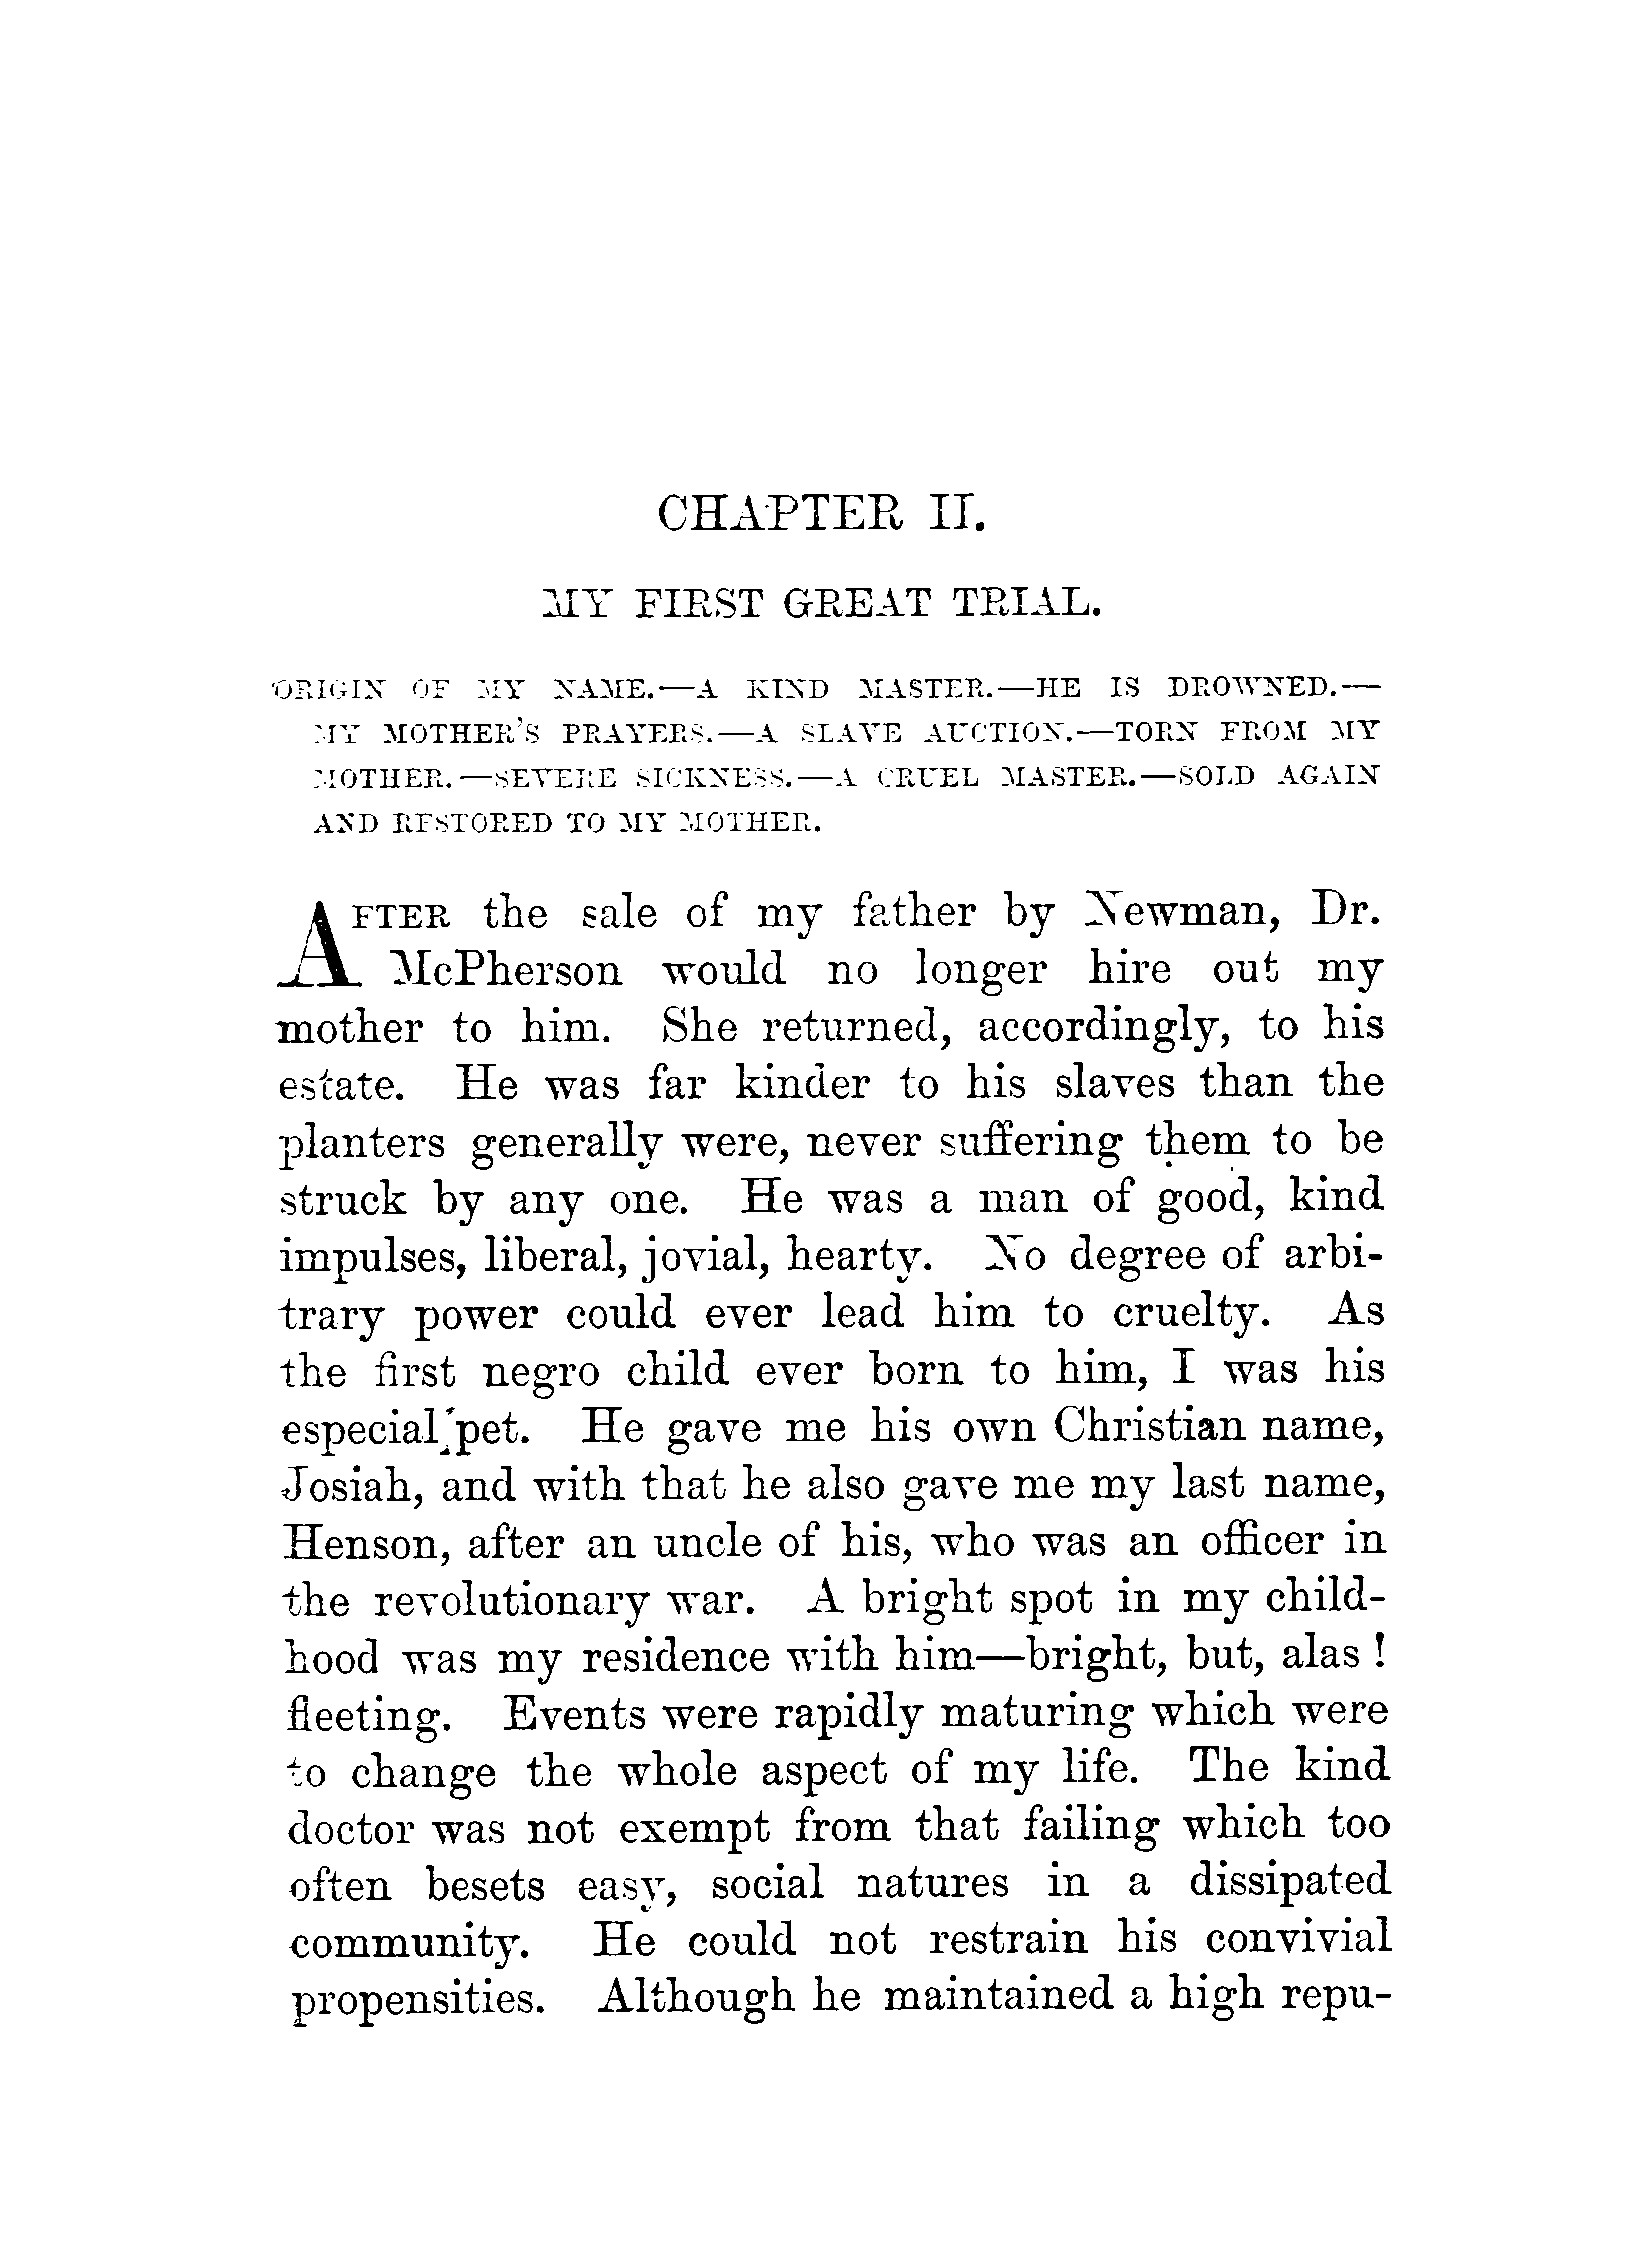 CHAPTER II.
MY FIRST GREAT TRIAL.
ORIGIN OF MY NAME.—A KIND MASTER.—HE IS DROWNED.—
MY MOTHER'S PRAYERS.—A SLAVE AUCTION.—TORN FROM MY
MOTHER.—SEVERE SICKNESS.—A CRUEL MASTER.—SOLD AGAIN
AND RESTORED TO MY MOTHER.
AFTER the sale of my father by Newman, Dr.
McPherson would no longer hire out my
mother to him. She returned, accordingly, to his
estate. He was far kinder to his slaves than the
planters generally were, never suffering them to be
struck by any one. He was a man of good, kind
impulses, liberal, jovial, hearty. No degree of arbi-
trary power could ever lead him to cruelty. As
the first negro child ever born to him, I was his
especial pet. He gave me his own Christian name,
Josiah, and with that he also gave me my last name,
Henson, after an uncle of his, who was an officer in
the revolutionary war. A bright spot in my child-
hood was my residence with him—bright, but, alas!
fleeting. Events were rapidly maturing which were
to change the whole aspect of my life. The kind
doctor was not exempt from that failing which too
often besets easy, social natures in a dissipated
community. He could not restrain his convivial
propensities. Although he maintained a high repu-